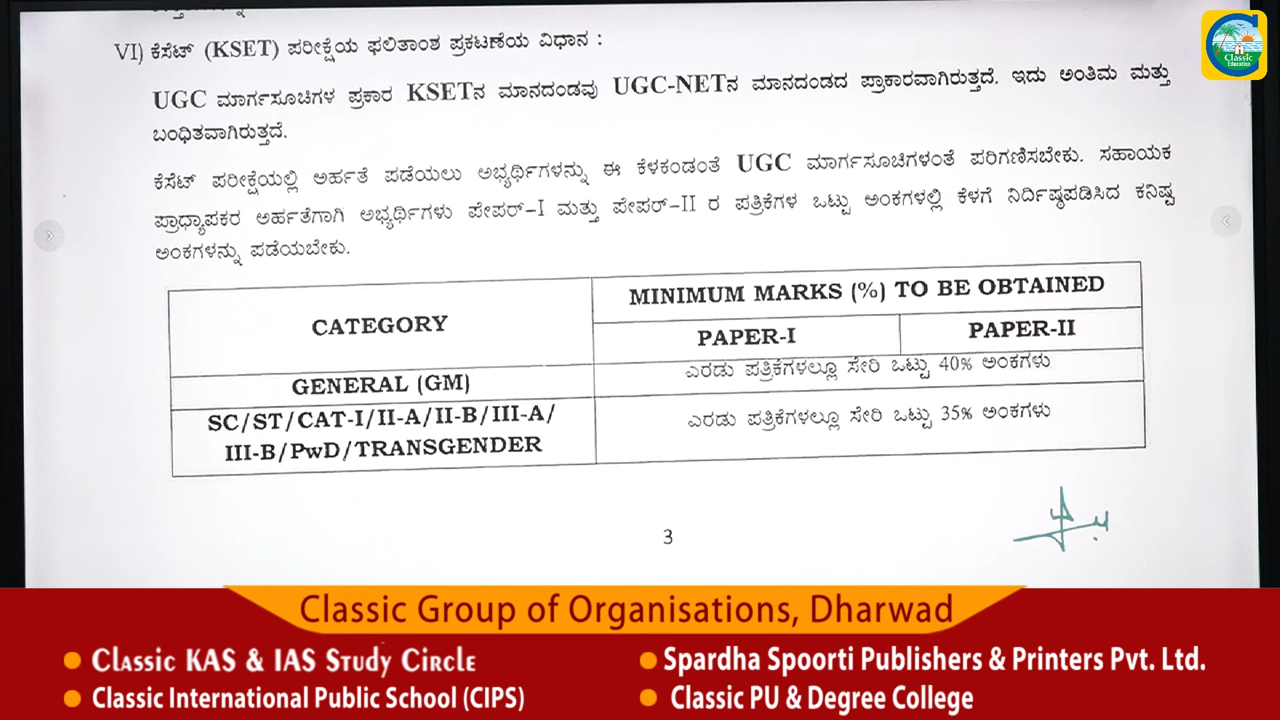 VI) ಕೆಸೆಟ್ (KSET) ಪರೀಕ್ಷೆಯ ಫಲಿತಾಂಶ ಪ್ರಕಟಣೆಯ ವಿಧಾನ :
UGC ಮಾರ್ಗಸೂಚಿಗಳ ಪ್ರಕಾರ KSETನ ಮಾನದಂಡವು UGC-NETನ ಮಾನದಂಡದ ಪ್ರಾಕಾರವಾಗಿರುತ್ತದೆ. ಇದು ಅಂತಿಮ ಮತ್ತು
ಬಂಧಿತವಾಗಿರುತ್ತದೆ.
ಕೆಸೆಟ್ ಪರೀಕ್ಷೆಯಲ್ಲಿ ಅರ್ಹತೆ ಪಡೆಯಲು ಅಭ್ಯರ್ಥಿಗಳನ್ನು ಈ ಕೆಳಕಂಡಂತೆ UGC ಮಾರ್ಗಸೂಚಿಗಳಂತೆ ಪರಿಗಣಿಸಬೇಕು. ಸಹಾಯಕ
ಪ್ರಾಧ್ಯಾಪಕರ ಅರ್ಹತೆಗಾಗಿ ಅಭ್ಯರ್ಥಿಗಳು ಪೇಪರ್–I ಮತ್ತು ಪೇಪರ್–II ರ ಪತ್ರಿಕೆಗಳ ಒಟ್ಟು ಅಂಕಗಳಲ್ಲಿ ಕೆಳಗೆ ನಿರ್ದಿಷ್ಠಪಡಿಸಿದ ಕನಿಷ್ಟ
ಅಂಕಗಳನ್ನು ಪಡೆಯಬೇಕು.
CATEGORY
MINIMUM MARKS (%) TO BE OBTAINED
PAPER-I
PAPER-II
GENERAL (GM)
ಎರಡು ಪತ್ರಿಕೆಗಳಲ್ಲೂ ಸೇರಿ ಒಟ್ಟು 40% ಅಂಕಗಳು
SC/ST/CAT-I/II-A/II-B/III-A/
III-B/PwD/TRANSGENDER
ಎರಡು ಪತ್ರಿಕೆಗಳಲ್ಲೂ ಸೇರಿ ಒಟ್ಟು 35% ಅಂಕಗಳು
3
Classic
Education
Classic Group of Organisations, Dharwad
Classic KAS & IAS Study Circle
Spardha Spoorti Publishers & Printers Pvt. Ltd.
Classic International Public School (CIPS)
Classic PU & Degree College